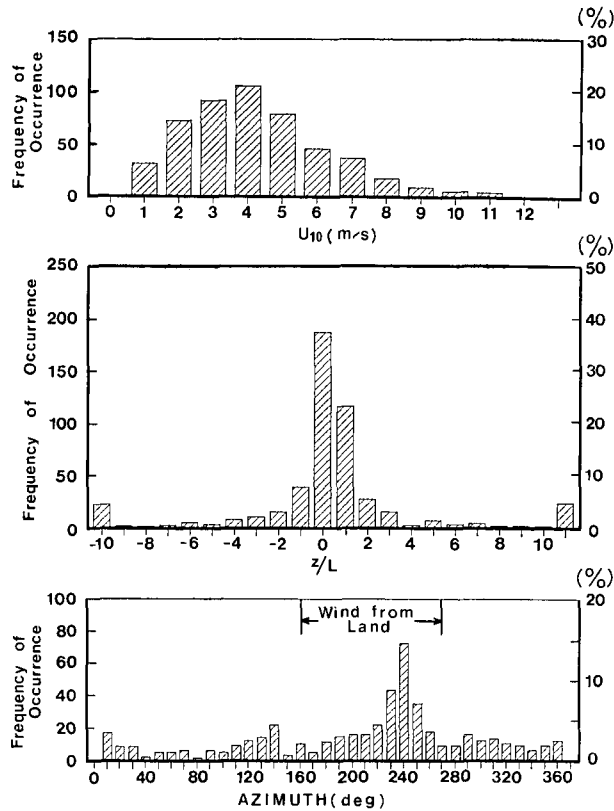 (%)
Frequency of
Occurrence
150
100
50
0
30
20
10
0
0 1 2 3 4 5 6 7 8 9 10 11 12
U10 (m/s)
(%)
Frequency of Occurrence
250
200
150
100
50
0
50
40
30
20
10
0
-10 -8 -6 -4 -2 0 2 4 6 8 10
z/L
(%)
Frequency of
Occurrence
100
80
60
40
20
0
20
10
0
Wind from
Land
0 40 80 120 160 200 240 280 320 360
AZIMUTH(deg)